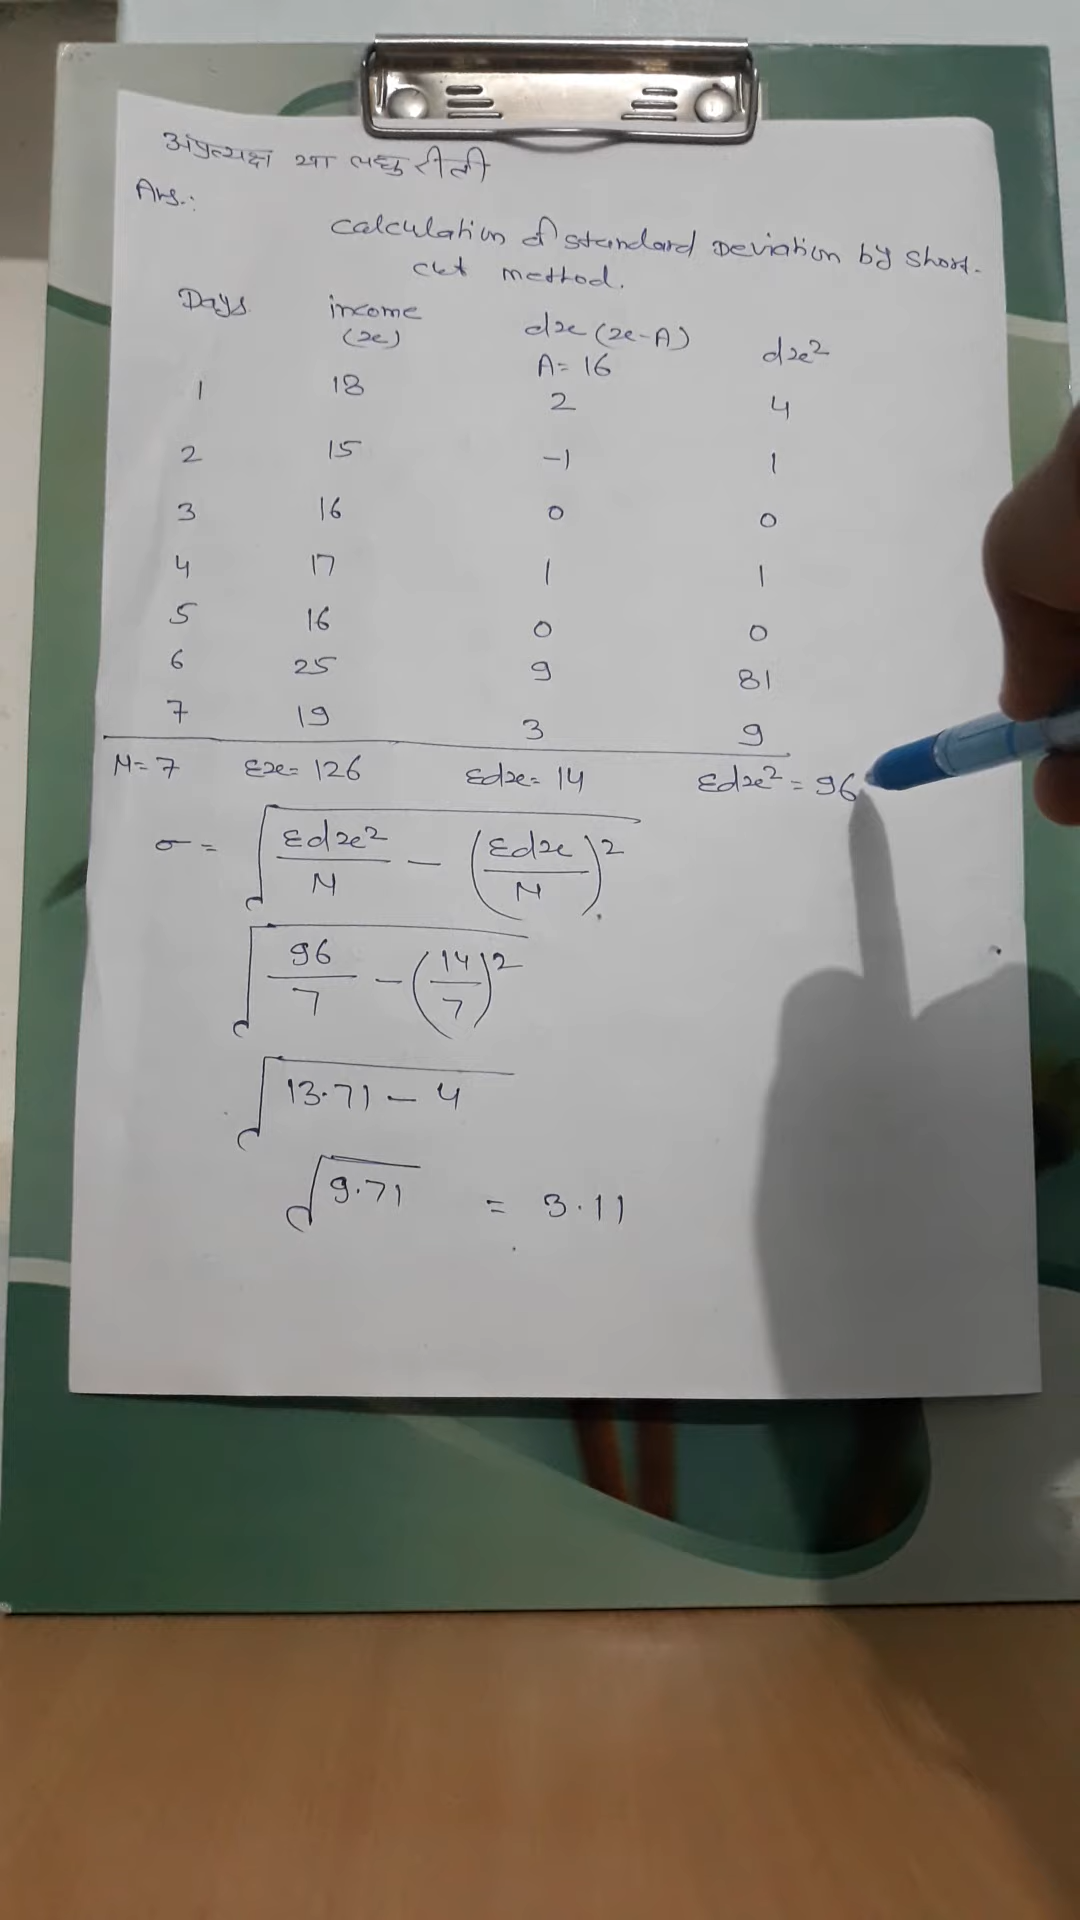 अप्रत्यक्ष या लघु रीती
Ans.:
calculation of standard Deviation by short-
cut method.
Days income (x) dx (x-A) A= 16 dx²
1 18 2 4
2 15 -1 1
3 16 0 0
4 17 1 1
5 16 0 0
6 25 9 81
7 19 3 9
N= 7 Σx= 126 Σdx= 14 Σdx² = 96
σ = √(Σdx²/N − (Σdx/N)²)
√(96/7 − (14/7)²)
√(13.71 − 4)
√9.71 = 3.11